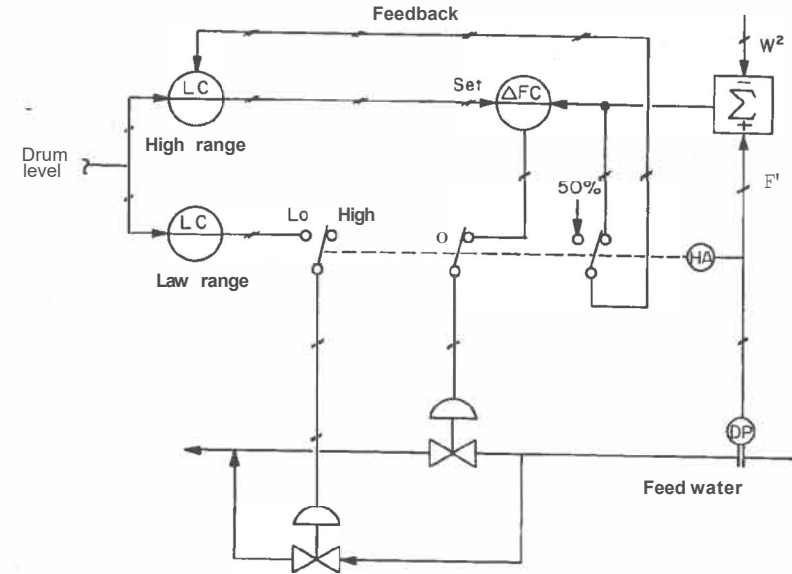 Feedback
W²
LC
Set
ΔFC
Σ
−
+
High range
Drum
level
50%
F'
LC
Lo
High
O
HA
Law range
DP
Feed water